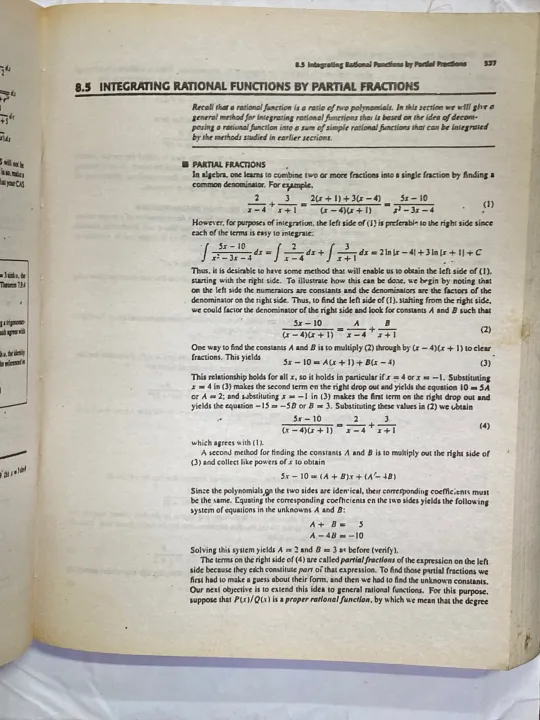 8.5 Integrating Rational Functions by Partial Fractions 537
8.5 INTEGRATING RATIONAL FUNCTIONS BY PARTIAL FRACTIONS
Recall that a rational function is a ratio of two polynomials. In this section we will give a
general method for integrating rational functions that is based on the idea of decom-
posing a rational function into a sum of simple rational functions that can be integrated
by the methods studied in earlier sections.
■ PARTIAL FRACTIONS
In algebra, one learns to combine two or more fractions into a single fraction by finding a
common denominator. For example,
2/(x − 4) + 3/(x + 1) = (2(x + 1) + 3(x − 4))/((x − 4)(x + 1)) = (5x − 10)/(x² − 3x − 4) (1)
However, for purposes of integration, the left side of (1) is preferable to the right side since
each of the terms is easy to integrate:
∫ (5x − 10)/(x² − 3x − 4) dx = ∫ 2/(x − 4) dx + ∫ 3/(x + 1) dx = 2 ln |x − 4| + 3 ln |x + 1| + C
Thus, it is desirable to have some method that will enable us to obtain the left side of (1),
starting with the right side. To illustrate how this can be done, we begin by noting that
on the left side the numerators are constants and the denominators are the factors of the
denominator on the right side. Thus, to find the left side of (1), starting from the right side,
we could factor the denominator of the right side and look for constants A and B such that
(5x − 10)/((x − 4)(x + 1)) = A/(x − 4) + B/(x + 1) (2)
One way to find the constants A and B is to multiply (2) through by (x − 4)(x + 1) to clear
fractions. This yields
5x − 10 = A(x + 1) + B(x − 4) (3)
This relationship holds for all x, so it holds in particular if x = 4 or x = −1. Substituting
x = 4 in (3) makes the second term on the right drop out and yields the equation 10 = 5A
or A = 2; and substituting x = −1 in (3) makes the first term on the right drop out and
yields the equation −15 = −5B or B = 3. Substituting these values in (2) we obtain
(5x − 10)/((x − 4)(x + 1)) = 2/(x − 4) + 3/(x + 1) (4)
which agrees with (1).
A second method for finding the constants A and B is to multiply out the right side of
(3) and collect like powers of x to obtain
5x − 10 = (A + B)x + (A − 4B)
Since the polynomials on the two sides are identical, their corresponding coefficients must
be the same. Equating the corresponding coefficients on the two sides yields the following
system of equations in the unknowns A and B:
A + B = 5
A − 4B = −10
Solving this system yields A = 2 and B = 3 as before (verify).
The terms on the right side of (4) are called partial fractions of the expression on the left
side because they each constitute part of that expression. To find those partial fractions we
first had to make a guess about their form, and then we had to find the unknown constants.
Our next objective is to extend this idea to general rational functions. For this purpose,
suppose that P(x)/Q(x) is a proper rational function, by which we mean that the degree